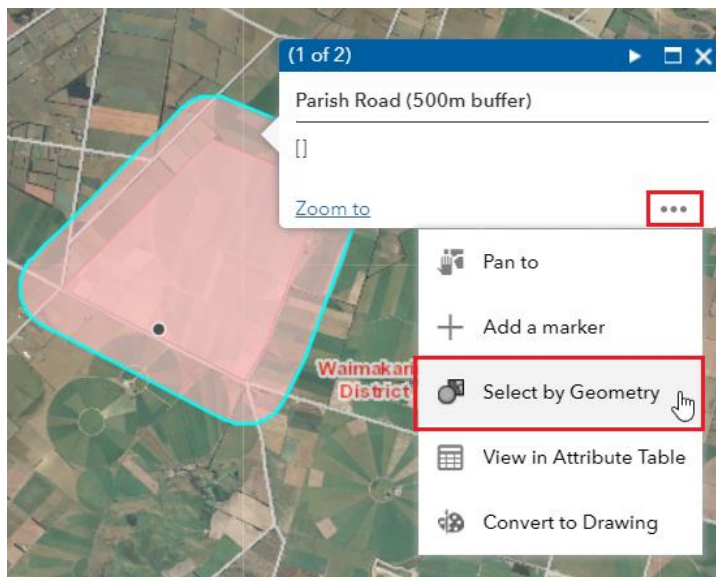 (1 of 2)
Parish Road (500m buffer)
[]
Zoom to
Pan to
Add a marker
Waimakari
District
Select by Geometry
View in Attribute Table
Convert to Drawing